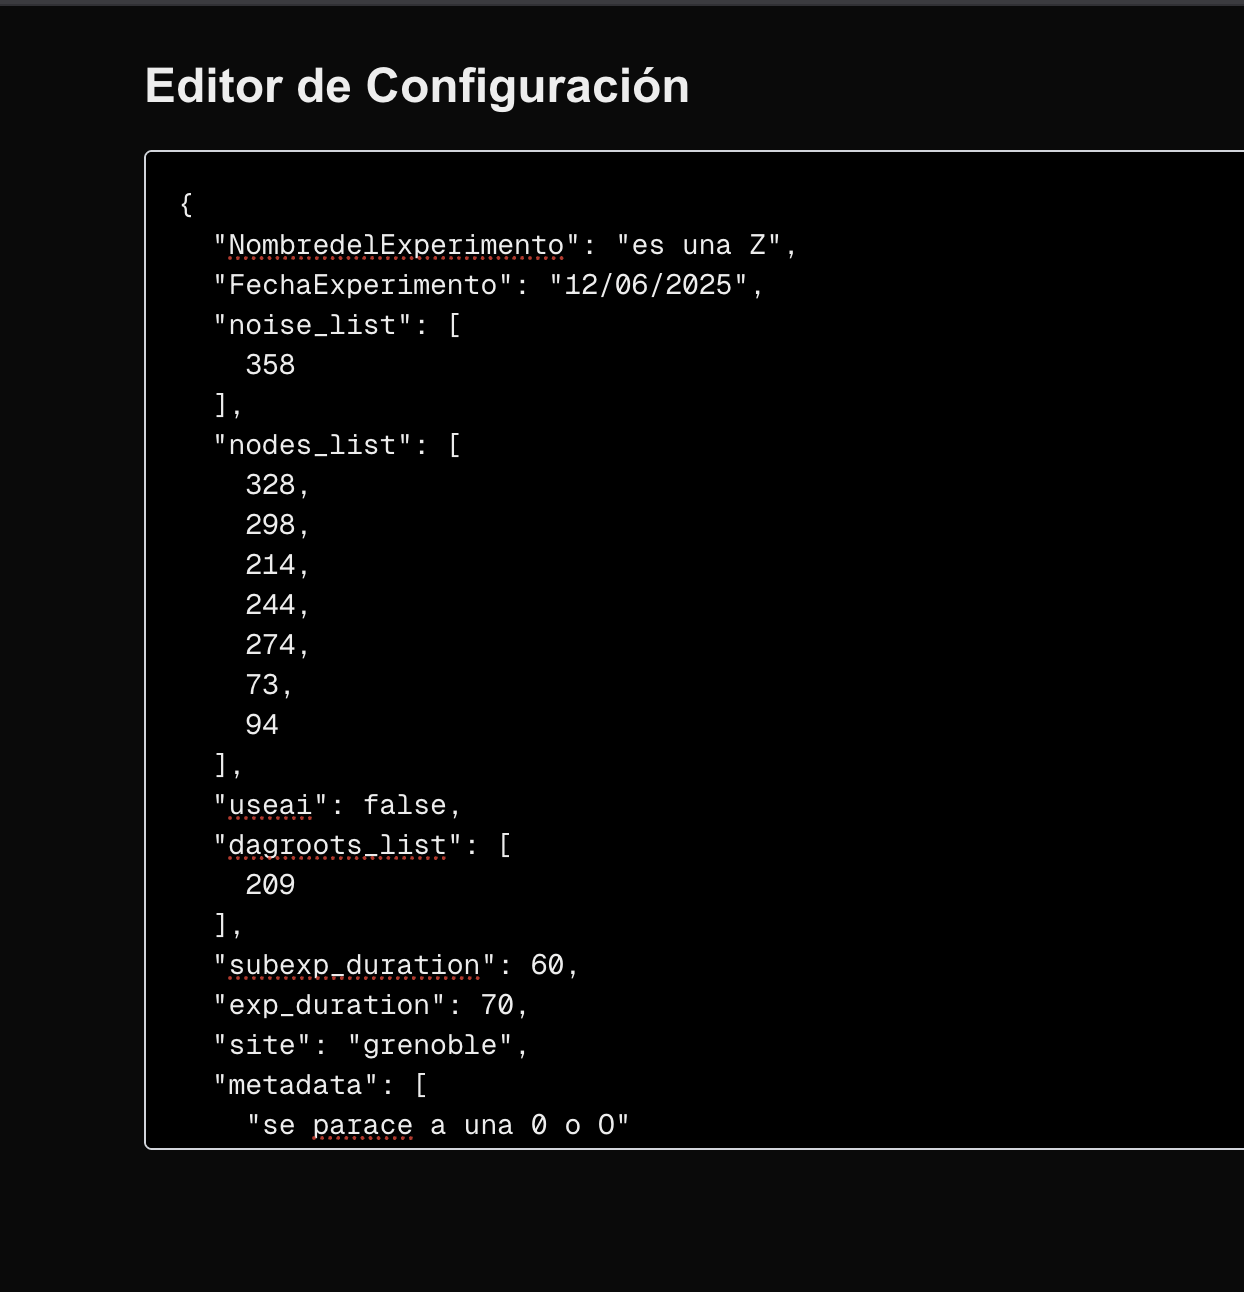 Editor de Configuración
{
"NombredelExperimento": "es una Z",
"FechaExperimento": "12/06/2025",
"noise_list": [
358
],
"nodes_list": [
328,
298,
214,
244,
274,
73,
94
],
"useai": false,
"dagroots_list": [
209
],
"subexp_duration": 60,
"exp_duration": 70,
"site": "grenoble",
"metadata": [
"se parace a una 0 o O"